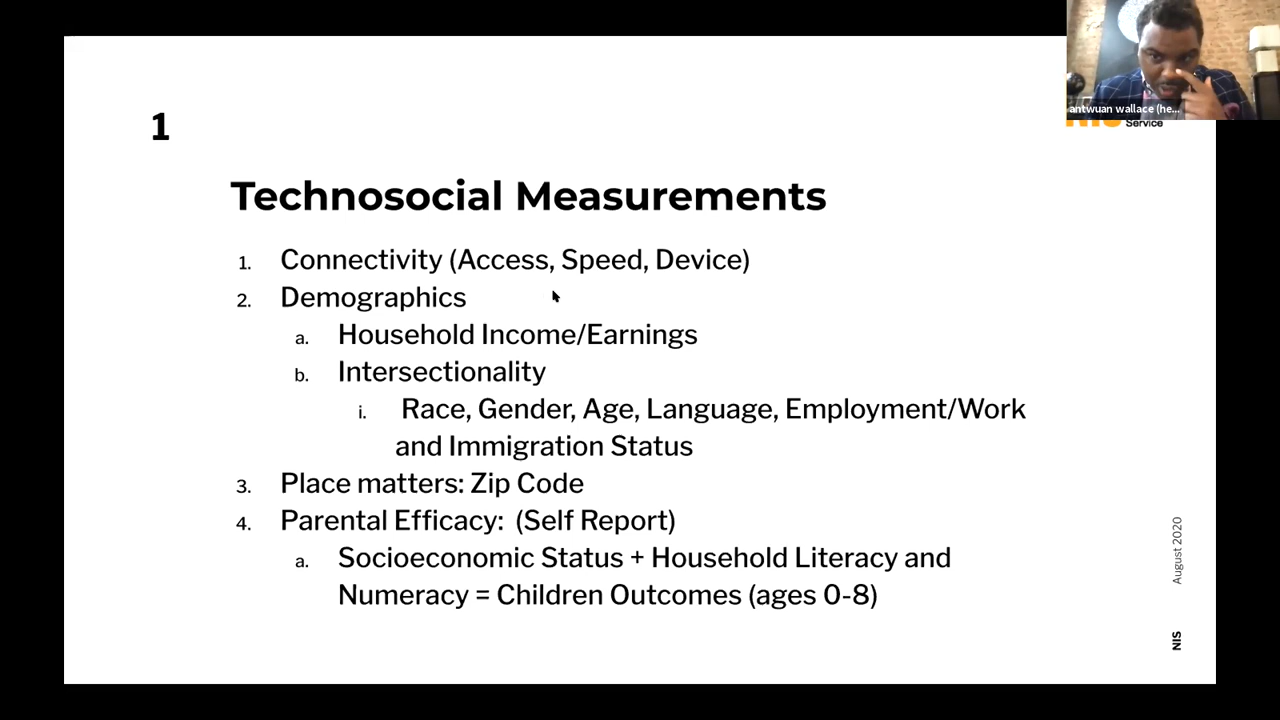 antwuan wallace (he...
Service
1
Technosocial Measurements
1. Connectivity (Access, Speed, Device)
2. Demographics
a. Household Income/Earnings
b. Intersectionality
i. Race, Gender, Age, Language, Employment/Work
and Immigration Status
3. Place matters: Zip Code
4. Parental Efficacy: (Self Report)
a. Socioeconomic Status + Household Literacy and
Numeracy = Children Outcomes (ages 0-8)
August 2020
NIS